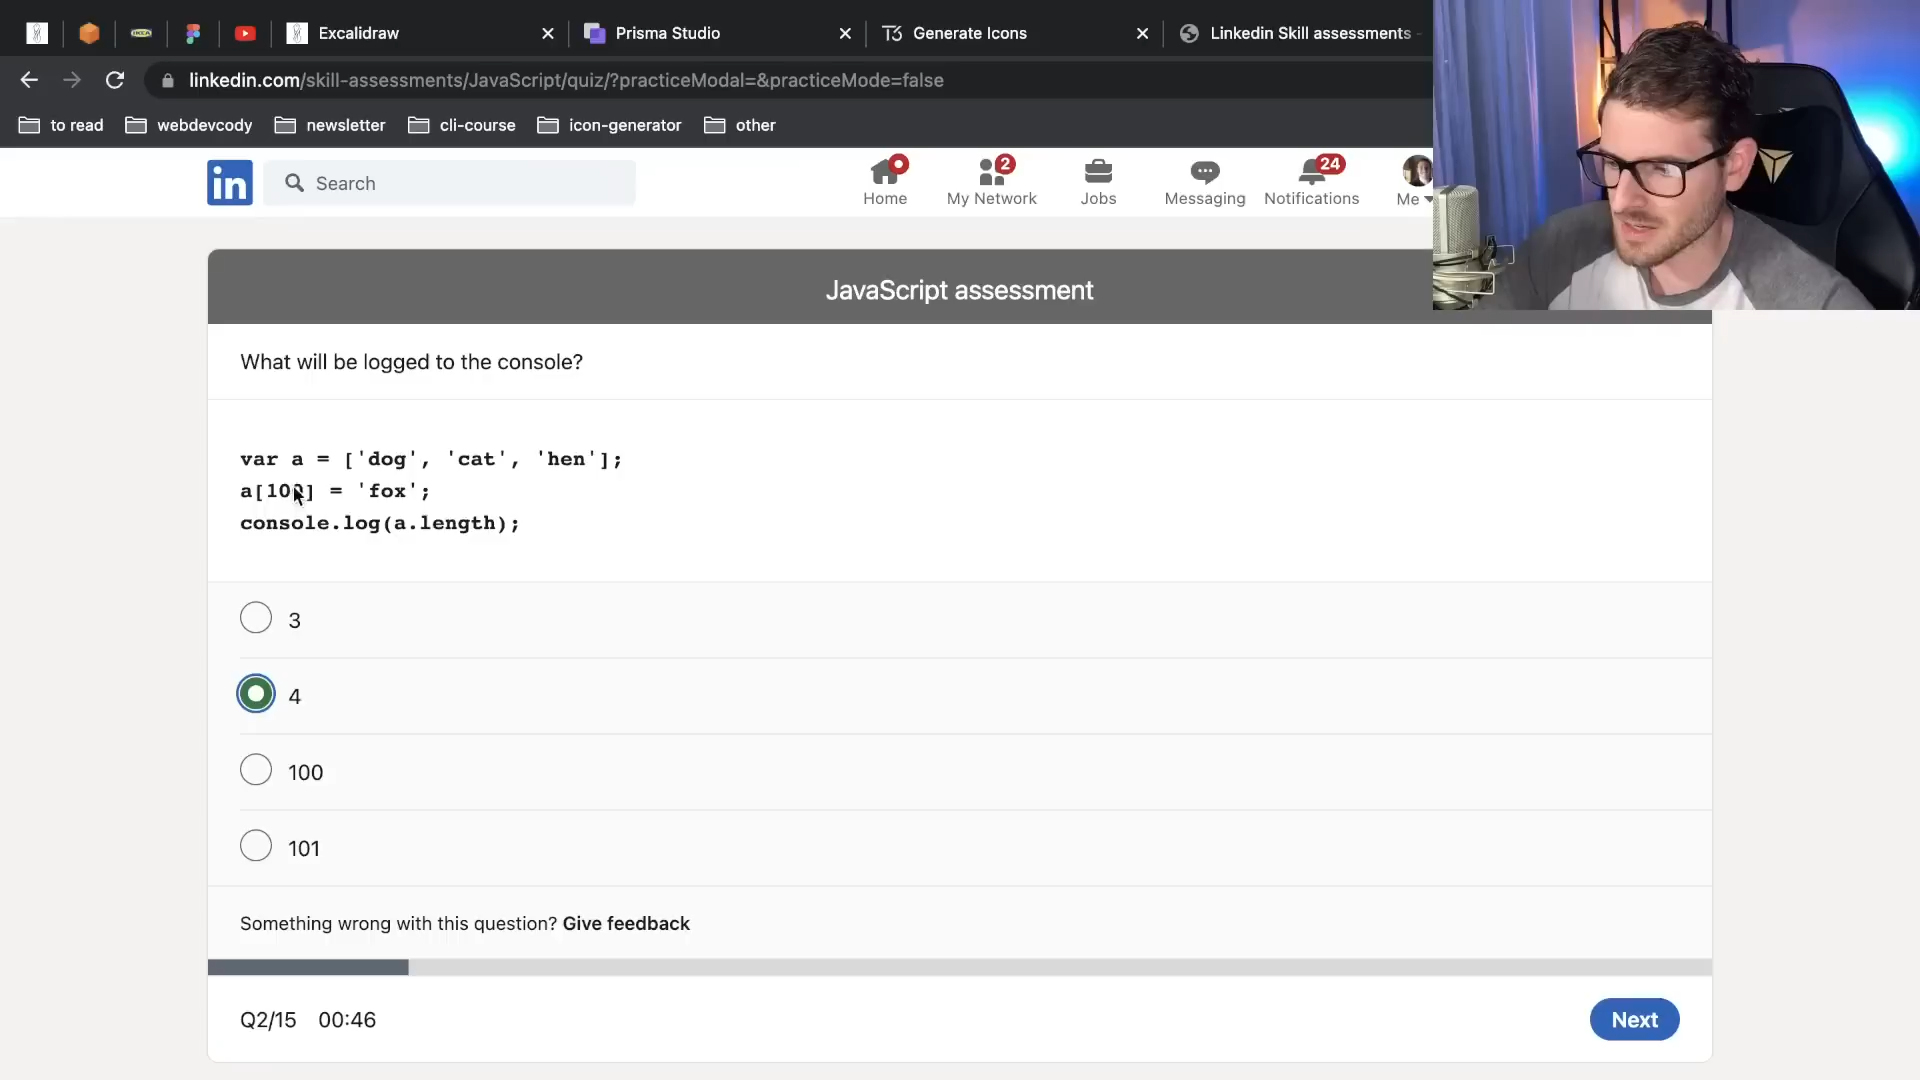 Excalidraw
Prisma Studio
Generate Icons
Linkedin Skill assessments -
linkedin.com/skill-assessments/JavaScript/quiz/?practiceModal=&practiceMode=false
to read
webdevcody
newsletter
cli-course
icon-generator
other
in
Search
Home
2
My Network
Jobs
Messaging
24
Notifications
Me
JavaScript assessment
What will be logged to the console?
var a = ['dog', 'cat', 'hen'];
a[100] = 'fox';
console.log(a.length);
3
4
100
101
Something wrong with this question? Give feedback
Q2/15 00:46
Next